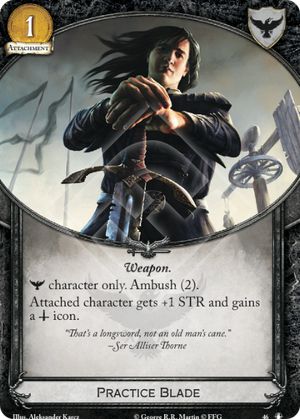 1
ATTACHMENT
Weapon.
character only. Ambush (2).
Attached character gets +1 STR and gains
a icon.
"That's a longsword, not an old man's cane."
–Ser Alliser Thorne
PRACTICE BLADE
Illus. Aleksander Karcz © George R.R. Martin © FFG 46